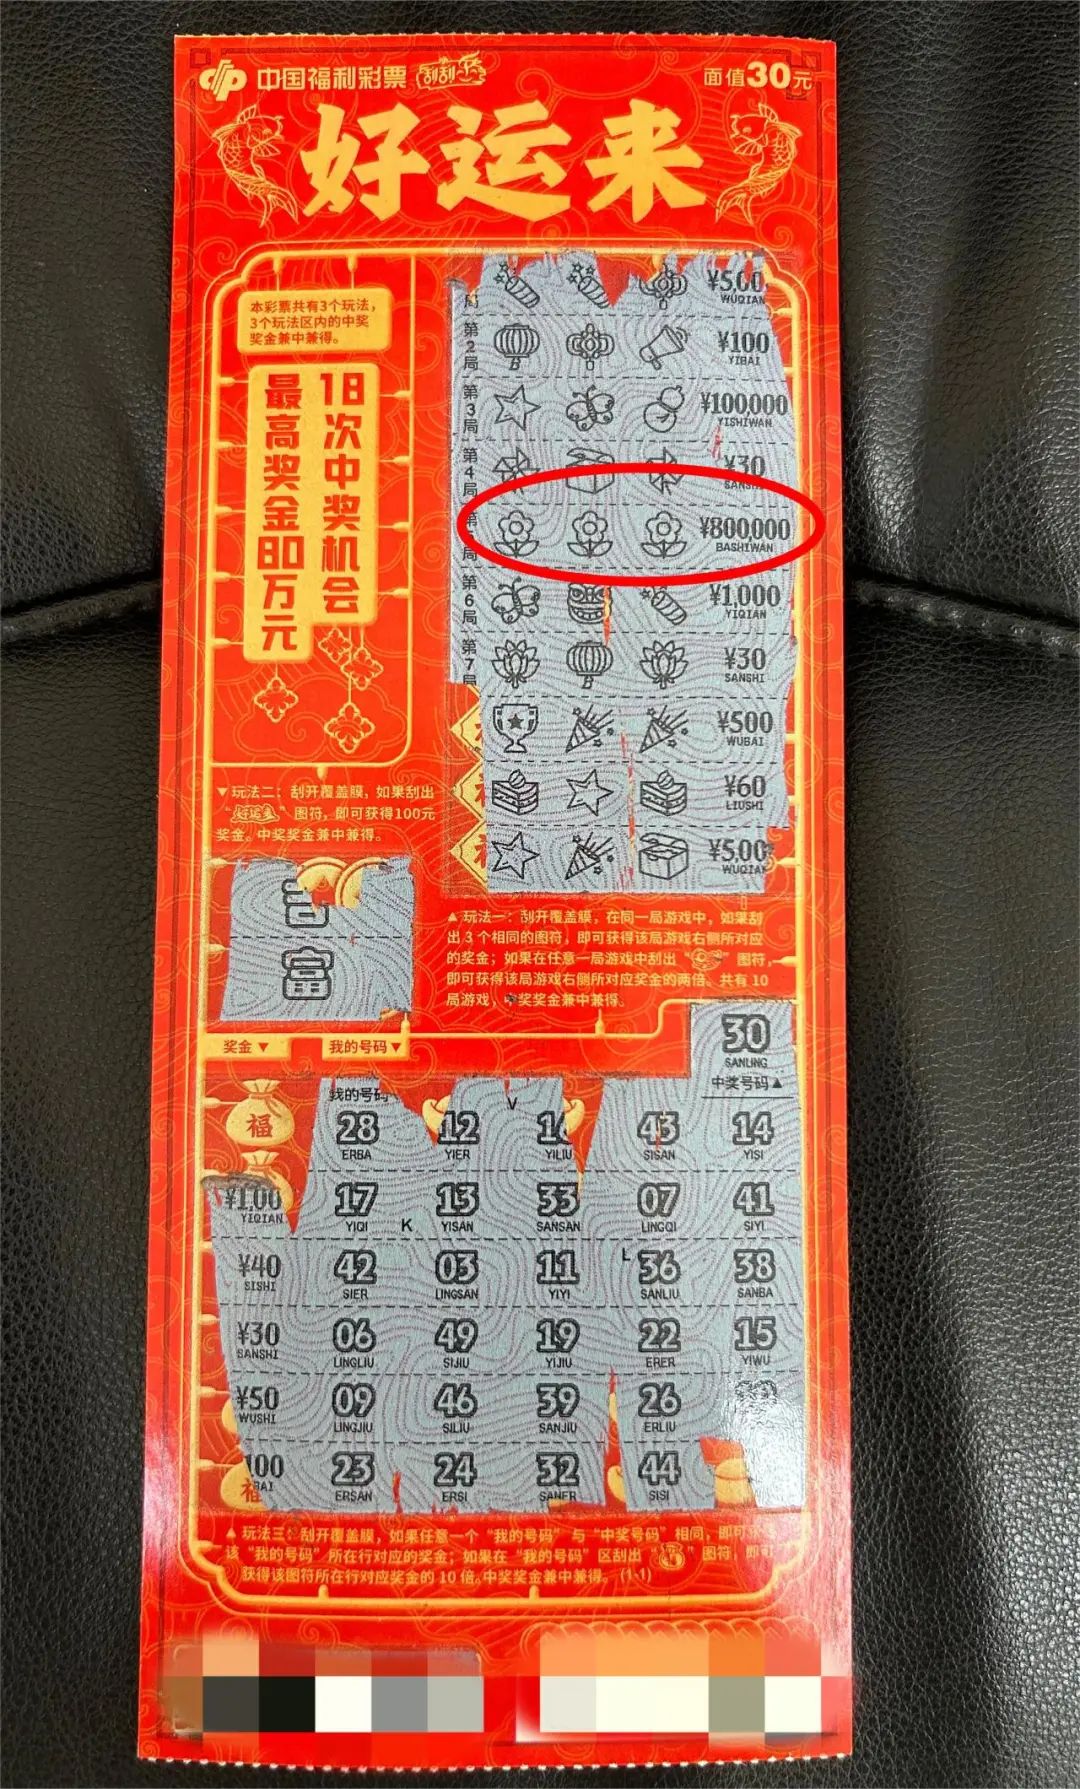 中国福利彩票 刮刮乐
面值30元
好运来
本彩票共有3个玩法，
3个玩法区内的中奖
奖金兼中兼得。
18次中奖机会
最高奖金80万元
局 ¥5,00
WUQIAN
第2局 ¥100
YIBAI
第3局 ¥100,000
YISHIWAN
第4局 ¥30
SANSHI
¥800,000
BASHIWAN
第6局 ¥1,000
YIQIAN
第7局 ¥30
SANSHI
¥500
WUBAI
¥60
LIUSHI
¥5,00
WUQIAN
▼玩法二：刮开覆盖膜，如果刮出
“好运来”图符，即可获得100元
奖金。中奖奖金兼中兼得。
富
▲玩法一：刮开覆盖膜，在同一局游戏中，如果刮
出 3 个相同的图符，即可获得该局游戏右侧所对应
的奖金；如果在任意一局游戏中刮出“ ”图符，
即可获得该局游戏右侧所对应奖金的两倍。共有 10
局游戏，中奖奖金兼中兼得。
奖金▼ 我的号码▼
30
SANLING
中奖号码▲
我的号码
V
福 28 12 16 43 14
ERBA YIER YILIU SISAN YISI
¥1,00 17 13 33 07 41
YIQIAN YIQI K YISAN SANSAN LINGQI SIYI
¥40 42 03 11 L 36 38
SISHI SIER LINGSAN YIYI SANLIU SANBA
¥30 06 49 19 22 15
SANSHI LINGLIU SIJIU YIJIU ERER YIWU
¥50 09 46 39 26
WUSHI LINGJIU SILIU SANJIU ERLIU
100 23 24 32 44
BAI ERSAN ERSI SANER SISI
福
▲玩法三：刮开覆盖膜，如果任意一个“我的号码”与“中奖号码”相同，即可获得
该“我的号码”所在行对应的奖金；如果在“我的号码”区刮出“ ”图符，即可
获得该图符所在行对应奖金的 10 倍。中奖奖金兼中兼得。(1-1)